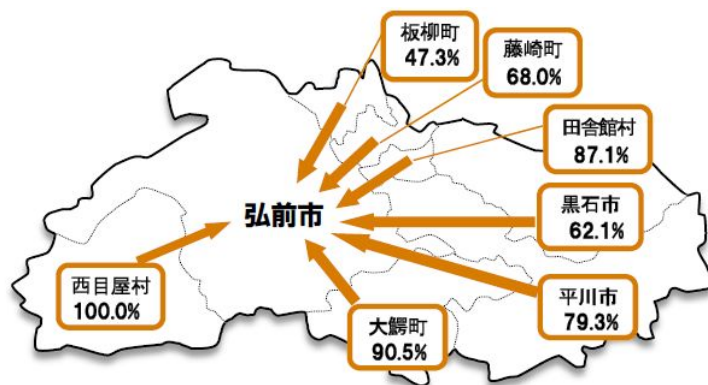 板柳町
47.3%
藤崎町
68.0%
田舎館村
87.1%
弘前市
黒石市
62.1%
西目屋村
100.0%
平川市
79.3%
大鰐町
90.5%